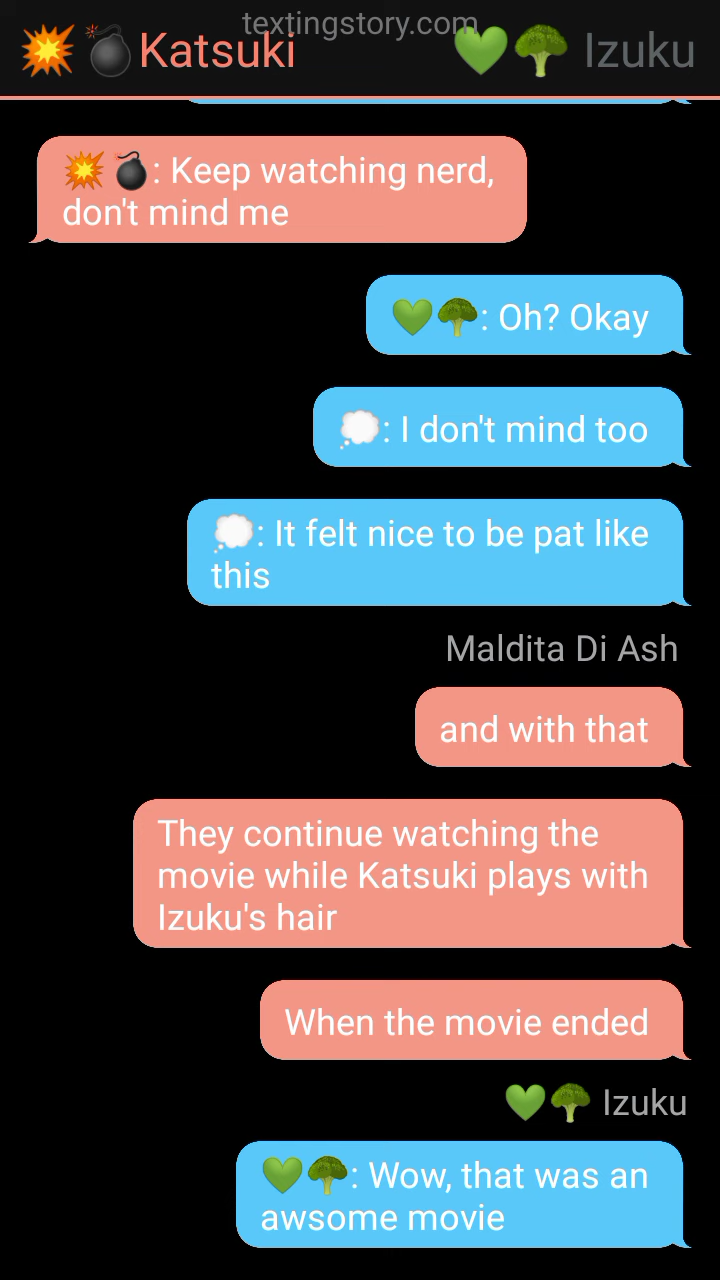 textingstory.com
💥💣Katsuki
💚🥦 Izuku
💥💣: Keep watching nerd,
don't mind me
💚🥦: Oh? Okay
💭: I don't mind too
💭: It felt nice to be pat like
this
Maldita Di Ash
and with that
They continue watching the
movie while Katsuki plays with
Izuku's hair
When the movie ended
💚🥦 Izuku
💚🥦: Wow, that was an
awsome movie